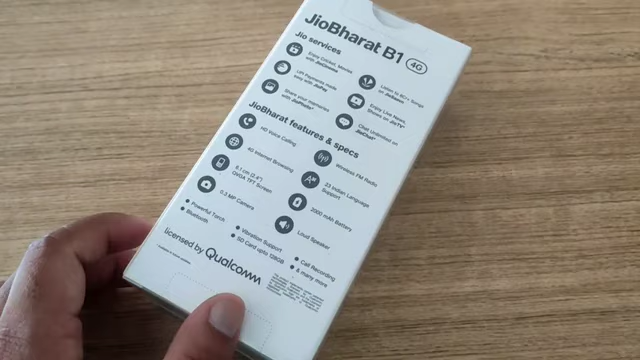 JioBharat B1 4G
Jio services
Enjoy Cricket, Movies
with JioCinema
Listen to 8Cr+ Songs
on JioSaavn
UPI Payments made
easy with JioPay
Enjoy Live News,
Shows on JioTV*
Share your memories
with JioPhoto*
Chat Unlimited on
JioChat*
JioBharat features & specs
HD Voice Calling
Wireless FM Radio
4G Internet Browsing
23 Indian Language
Support
6.1 cm (2.4")
QVGA TFT Screen
2000 mAh Battery
0.3 MP Camera
Loud Speaker
Powerful Torch
Vibration Support
Call Recording
Bluetooth
SD Card upto 128GB
& many more
licensed by Qualcomm